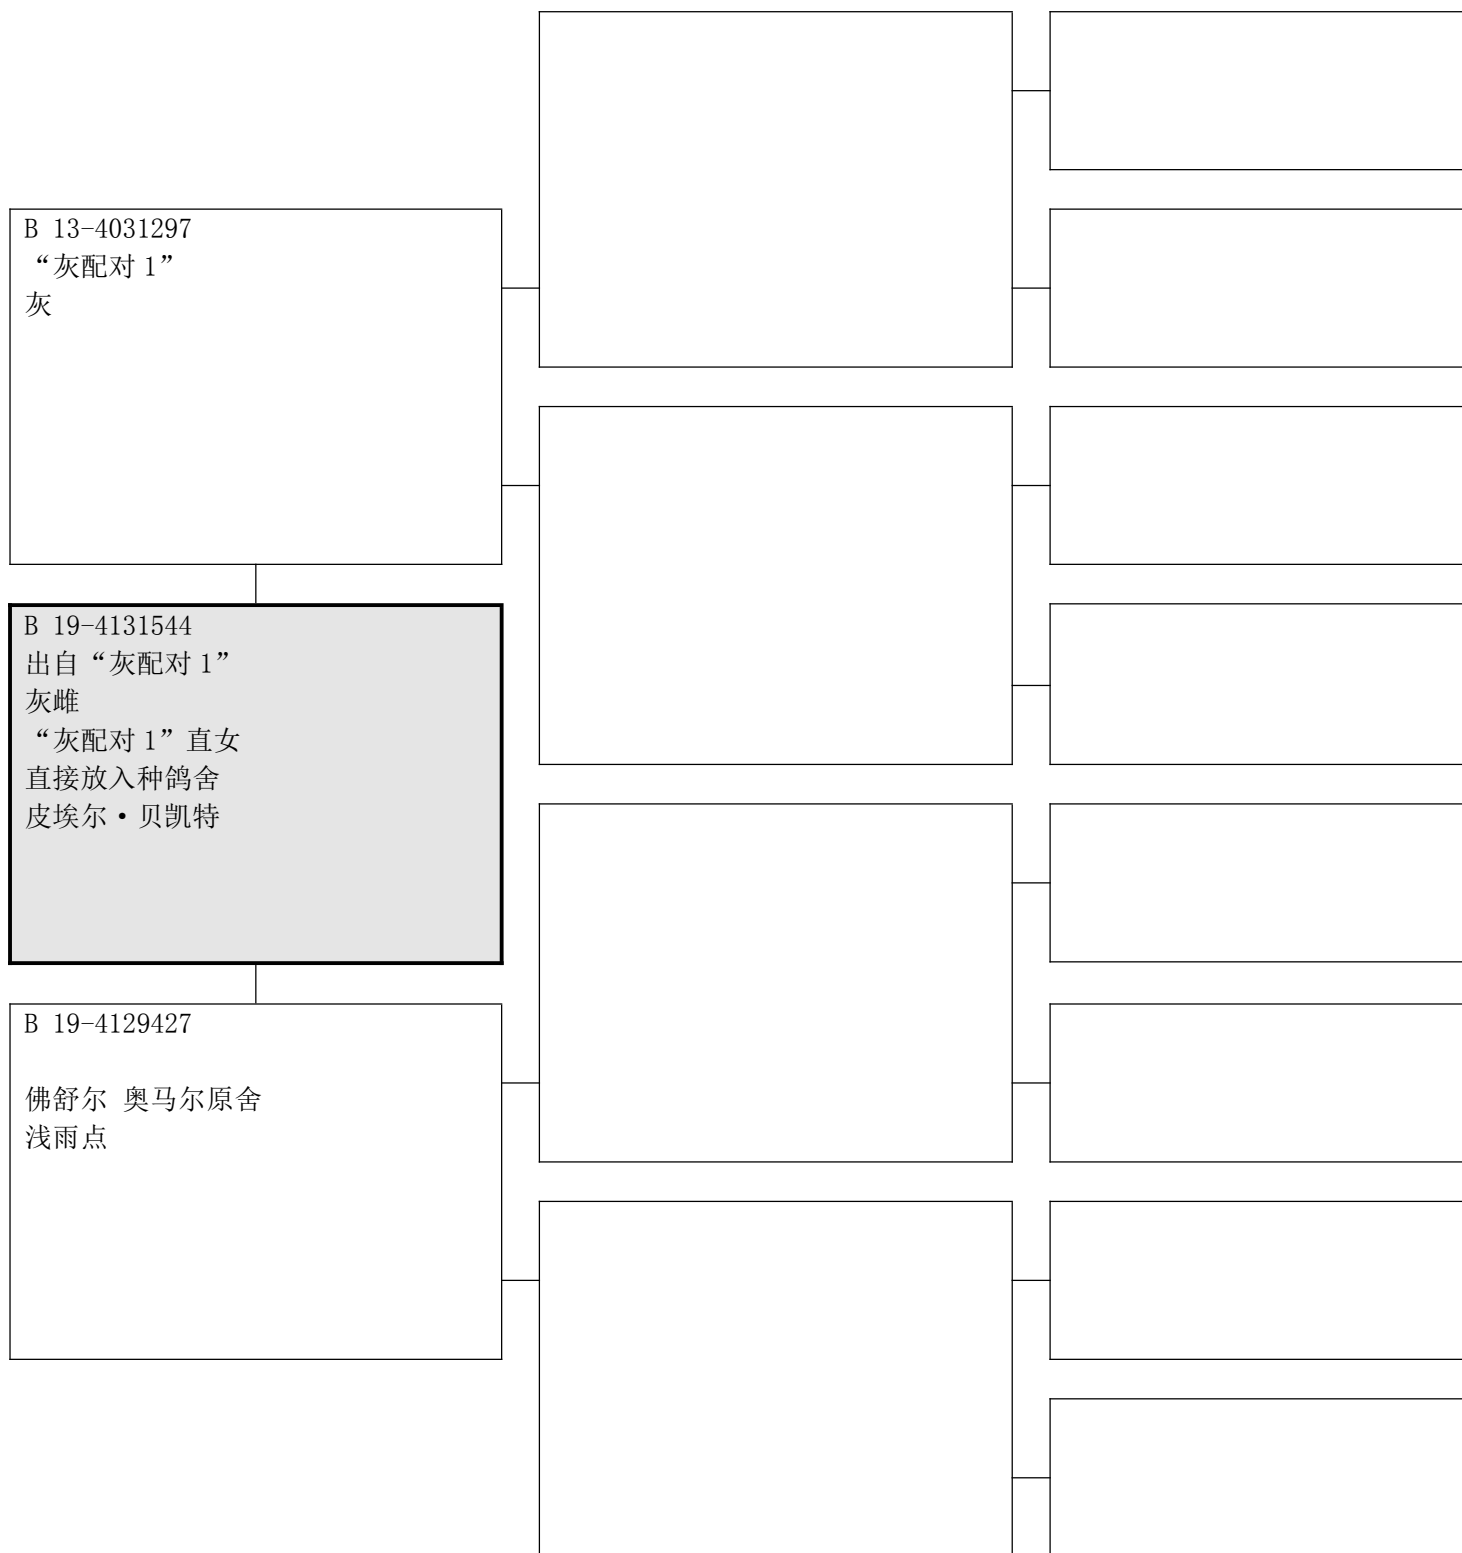 B 13-4031297
“灰配对 1”
灰
B 19-4131544
出自“灰配对 1”
灰雌
“灰配对 1”直女
直接放入种鸽舍
皮埃尔•贝凯特
B 19-4129427
佛舒尔 奥马尔原舍
浅雨点